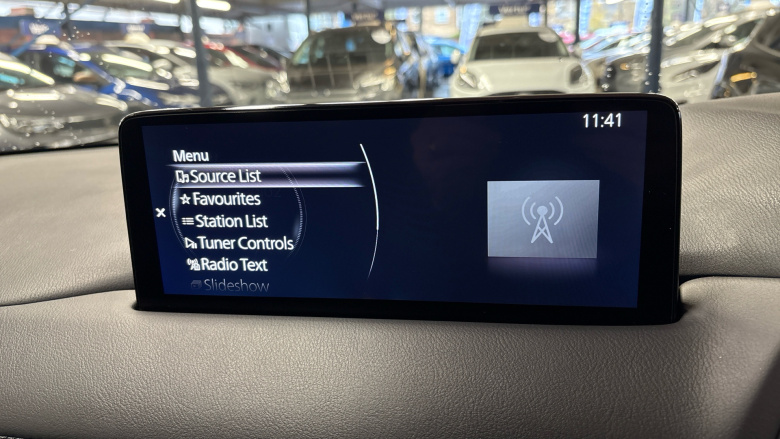 11:41
Menu
Source List
Favourites
Station List
Tuner Controls
Radio Text
Slideshow